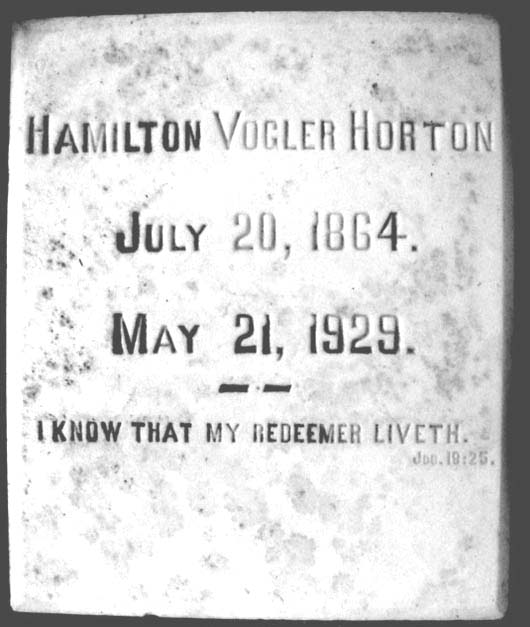 HAMILTON VOGLER HORTON
JULY 20, 1864.
MAY 21, 1929.
I KNOW THAT MY REDEEMER LIVETH.
JOB. 19:25.